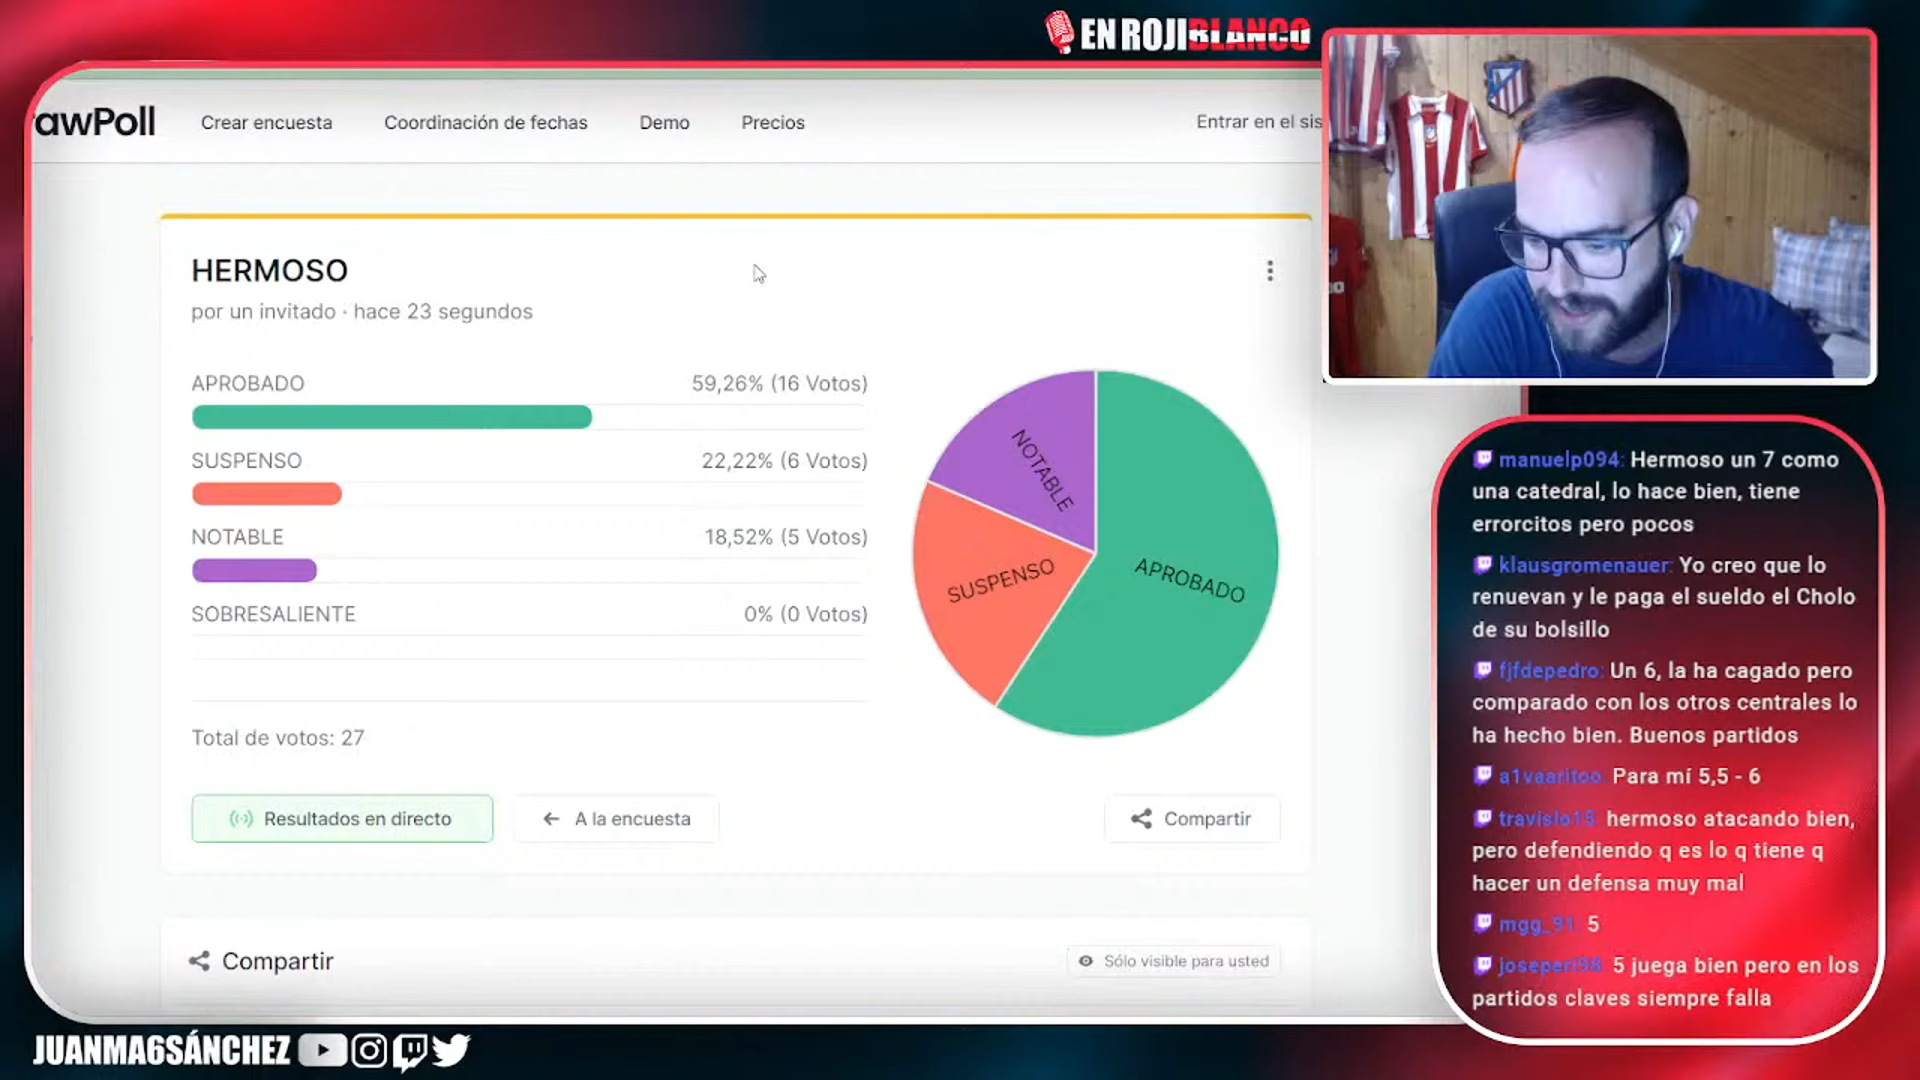 EN ROJIBLANCO
awPoll
Crear encuesta
Coordinación de fechas
Demo
Precios
Entrar en el sis
HERMOSO
por un invitado · hace 23 segundos
APROBADO
59,26% (16 Votos)
SUSPENSO
22,22% (6 Votos)
NOTABLE
18,52% (5 Votos)
SOBRESALIENTE
0% (0 Votos)
Total de votos: 27
NOTABLE
SUSPENSO
APROBADO
Resultados en directo
A la encuesta
Compartir
Compartir
Sólo visible para usted
manuelp094: Hermoso un 7 como
una catedral, lo hace bien, tiene
errorcitos pero pocos
klausgromenauer: Yo creo que lo
renuevan y le paga el sueldo el Cholo
de su bolsillo
fjfdepedro: Un 6, la ha cagado pero
comparado con los otros centrales lo
ha hecho bien. Buenos partidos
a1vaaritoo: Para mí 5,5 - 6
travislo15: hermoso atacando bien,
pero defendiendo q es lo q tiene q
hacer un defensa muy mal
mgg_91: 5
joseperi98: 5 juega bien pero en los
partidos claves siempre falla
JUANMA6SÁNCHEZ